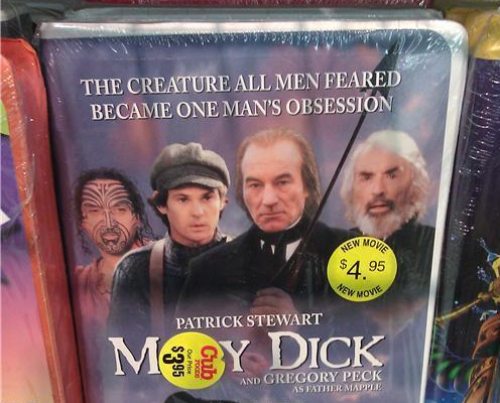 THE CREATURE ALL MEN FEARED
BECAME ONE MAN'S OBSESSION
NEW MOVIE
$4.95
NEW MOVIE
PATRICK STEWART
M Y DICK
Cub
FOODS
Our Price
$3.95
AND GREGORY PECK
AS FATHER MAPPLE